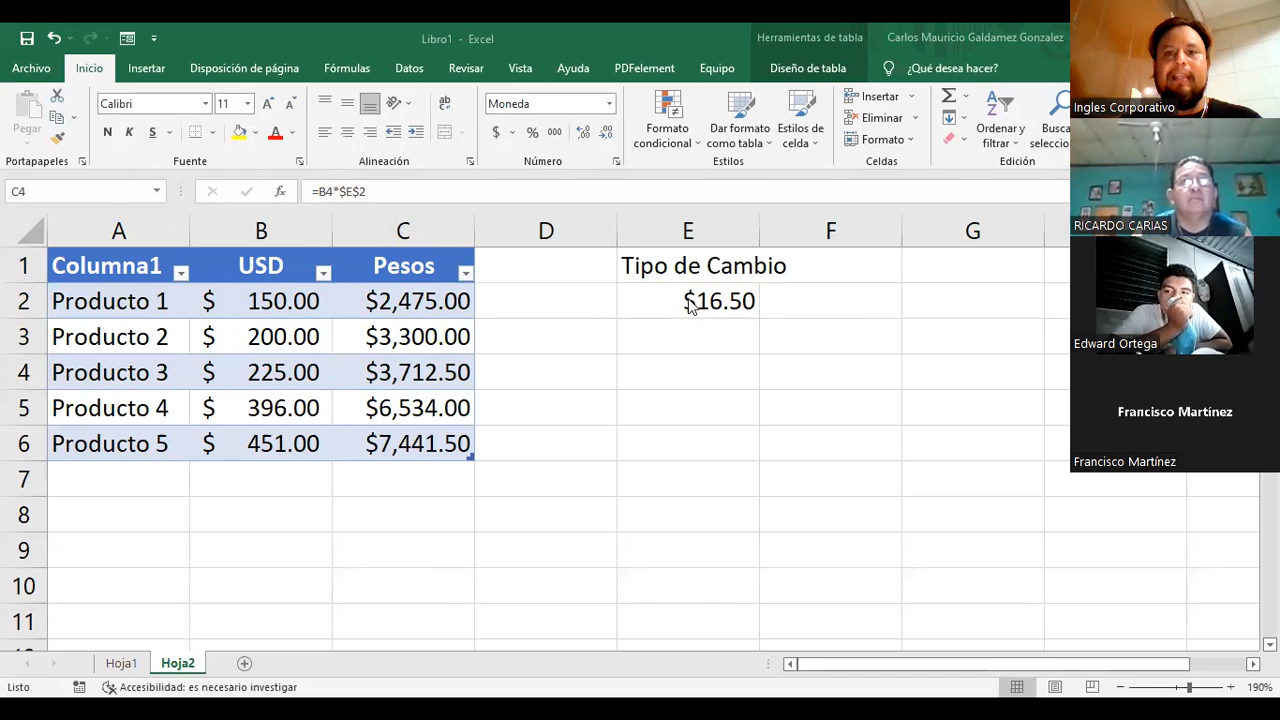 Libro1 - Excel
Herramientas de tabla
Carlos Mauricio Galdamez Gonzalez
Archivo
Inicio
Insertar
Disposición de página
Fórmulas
Datos
Revisar
Vista
Ayuda
PDFelement
Equipo
Diseño de tabla
¿Qué desea hacer?
Pegar
Calibri
11
A A
ab
Moneda
N K S
$ % 000
Formato condicional
Dar formato como tabla
Estilos de celda
Insertar
Eliminar
Formato
Ordenar y filtrar
Portapapeles
Fuente
Alineación
Número
Estilos
Celdas
Edición
C4
fx
=B4*$E$2
A B C D E F G
1 Columna1 USD Pesos Tipo de Cambio
2 Producto 1 $ 150.00 $2,475.00 $16.50
3 Producto 2 $ 200.00 $3,300.00
4 Producto 3 $ 225.00 $3,712.50
5 Producto 4 $ 396.00 $6,534.00
6 Producto 5 $ 451.00 $7,441.50
7
8
9
10
11
Hoja1
Hoja2
Listo
Accesibilidad: es necesario investigar
190%
Ingles Corporativo
RICARDO CARIAS
Edward Ortega
Francisco Martínez
Francisco Martínez